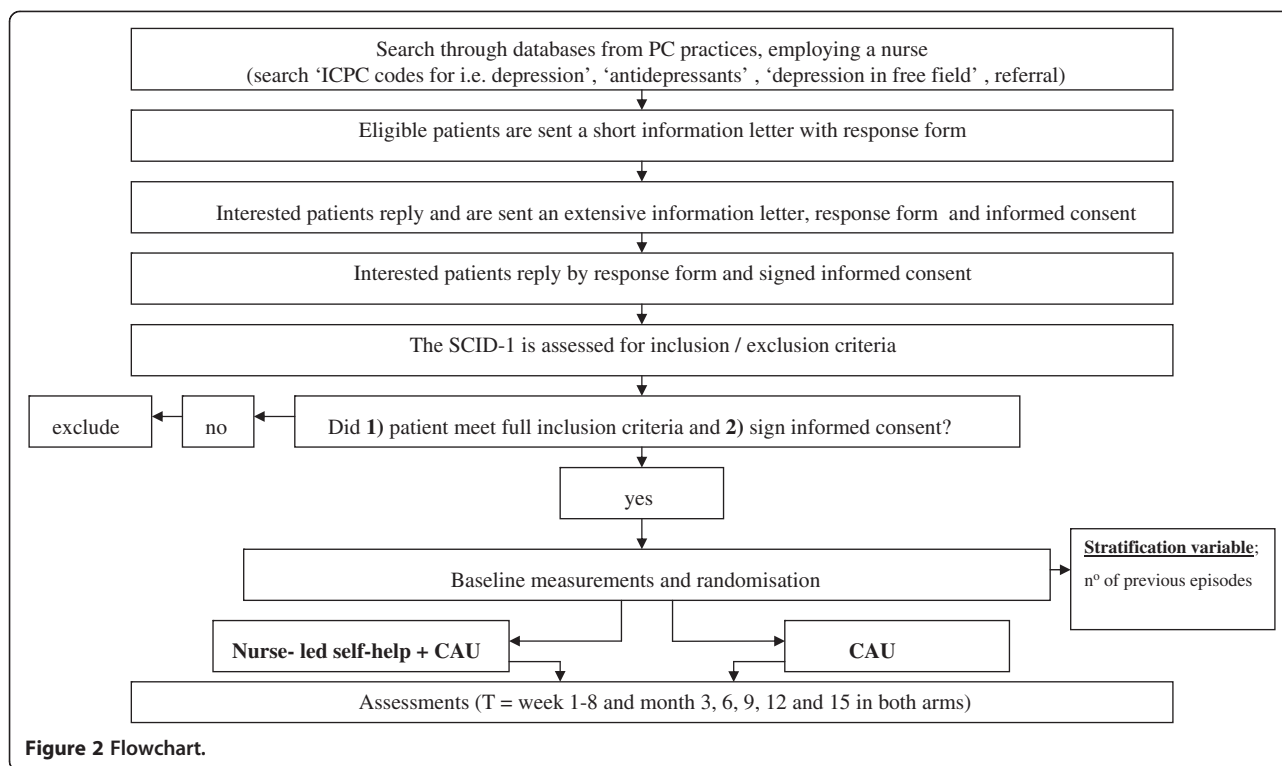 Search through databases from PC practices, employing a nurse
(search ‘ICPC codes for i.e. depression’, ‘antidepressants’ , ‘depression in free field’ , referral)
Eligible patients are sent a short information letter with response form
Interested patients reply and are sent an extensive information letter, response form and informed consent
Interested patients reply by response form and signed informed consent
The SCID-1 is assessed for inclusion / exclusion criteria
exclude
no
Did 1) patient meet full inclusion criteria and 2) sign informed consent?
yes
Baseline measurements and randomisation
Stratification variable;
nº of previous episodes
Nurse- led self-help + CAU
CAU
Assessments (T = week 1-8 and month 3, 6, 9, 12 and 15 in both arms)
Figure 2 Flowchart.